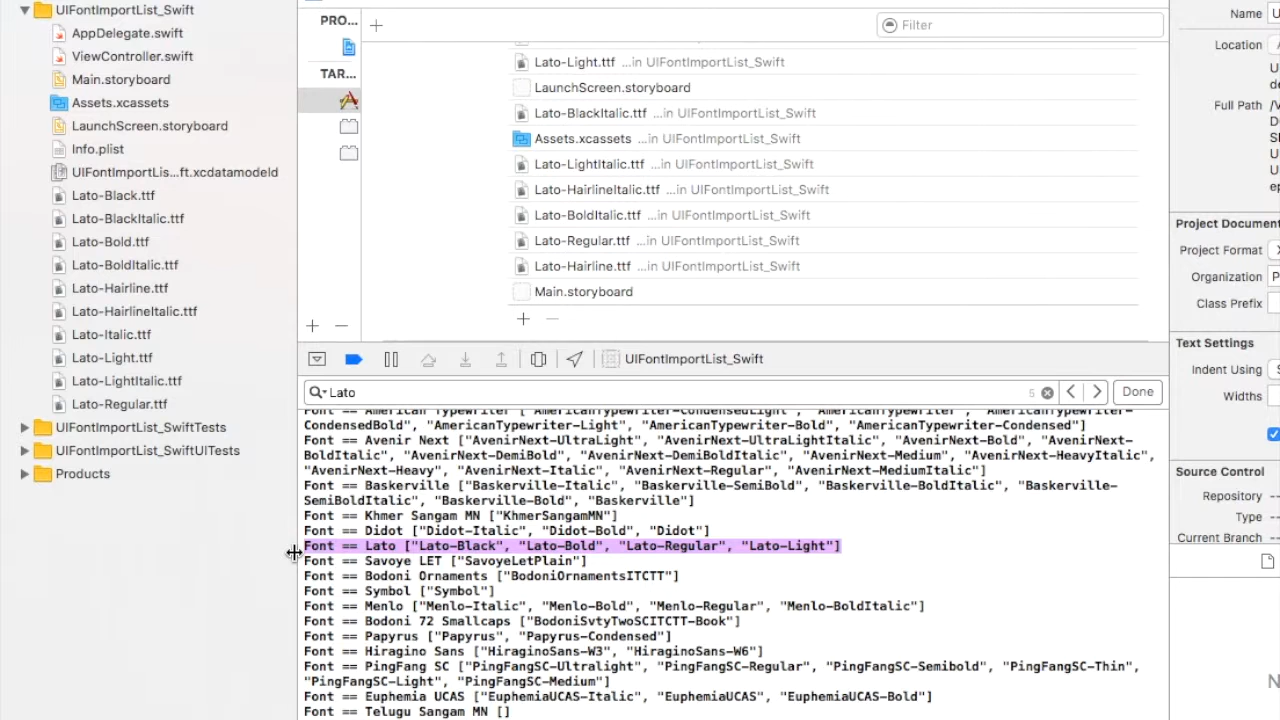 UIFontImportList_Swift
AppDelegate.swift
ViewController.swift
Main.storyboard
Assets.xcassets
LaunchScreen.storyboard
Info.plist
UIFontImportLis...ft.xcdatamodeld
Lato-Black.ttf
Lato-BlackItalic.ttf
Lato-Bold.ttf
Lato-BoldItalic.ttf
Lato-Hairline.ttf
Lato-HairlineItalic.ttf
Lato-Italic.ttf
Lato-Light.ttf
Lato-LightItalic.ttf
Lato-Regular.ttf
UIFontImportList_SwiftTests
UIFontImportList_SwiftUITests
Products
PRO...
TAR...
Filter
Lato-Light.ttf ...in UIFontImportList_Swift
LaunchScreen.storyboard
Lato-BlackItalic.ttf ...in UIFontImportList_Swift
Assets.xcassets ...in UIFontImportList_Swift
Lato-LightItalic.ttf ...in UIFontImportList_Swift
Lato-HairlineItalic.ttf ...in UIFontImportList_Swift
Lato-BoldItalic.ttf ...in UIFontImportList_Swift
Lato-Regular.ttf ...in UIFontImportList_Swift
Lato-Hairline.ttf ...in UIFontImportList_Swift
Main.storyboard
UIFontImportList_Swift
Lato 5 Done
Font == American Typewriter ["AmericanTypewriter-CondensedLight", "AmericanTypewriter", "AmericanTypewriter-
CondensedBold", "AmericanTypewriter-Light", "AmericanTypewriter-Bold", "AmericanTypewriter-Condensed"]
Font == Avenir Next ["AvenirNext-UltraLight", "AvenirNext-UltraLightItalic", "AvenirNext-Bold", "AvenirNext-
BoldItalic", "AvenirNext-DemiBold", "AvenirNext-DemiBoldItalic", "AvenirNext-Medium", "AvenirNext-HeavyItalic",
"AvenirNext-Heavy", "AvenirNext-Italic", "AvenirNext-Regular", "AvenirNext-MediumItalic"]
Font == Baskerville ["Baskerville-Italic", "Baskerville-SemiBold", "Baskerville-BoldItalic", "Baskerville-
SemiBoldItalic", "Baskerville-Bold", "Baskerville"]
Font == Khmer Sangam MN ["KhmerSangamMN"]
Font == Didot ["Didot-Italic", "Didot-Bold", "Didot"]
Font == Lato ["Lato-Black", "Lato-Bold", "Lato-Regular", "Lato-Light"]
Font == Savoye LET ["SavoyeLetPlain"]
Font == Bodoni Ornaments ["BodoniOrnamentsITCTT"]
Font == Symbol ["Symbol"]
Font == Menlo ["Menlo-Italic", "Menlo-Bold", "Menlo-Regular", "Menlo-BoldItalic"]
Font == Bodoni 72 Smallcaps ["BodoniSvtyTwoSCITCTT-Book"]
Font == Papyrus ["Papyrus", "Papyrus-Condensed"]
Font == Hiragino Sans ["HiraginoSans-W3", "HiraginoSans-W6"]
Font == PingFang SC ["PingFangSC-Ultralight", "PingFangSC-Regular", "PingFangSC-Semibold", "PingFangSC-Thin",
"PingFangSC-Light", "PingFangSC-Medium"]
Font == Euphemia UCAS ["EuphemiaUCAS-Italic", "EuphemiaUCAS", "EuphemiaUCAS-Bold"]
Font == Telugu Sangam MN []
Name
Location
Full Path
Project Document
Project Format
Organization
Class Prefix
Text Settings
Indent Using
Widths
Source Control
Repository --
Type --
Current Branch --